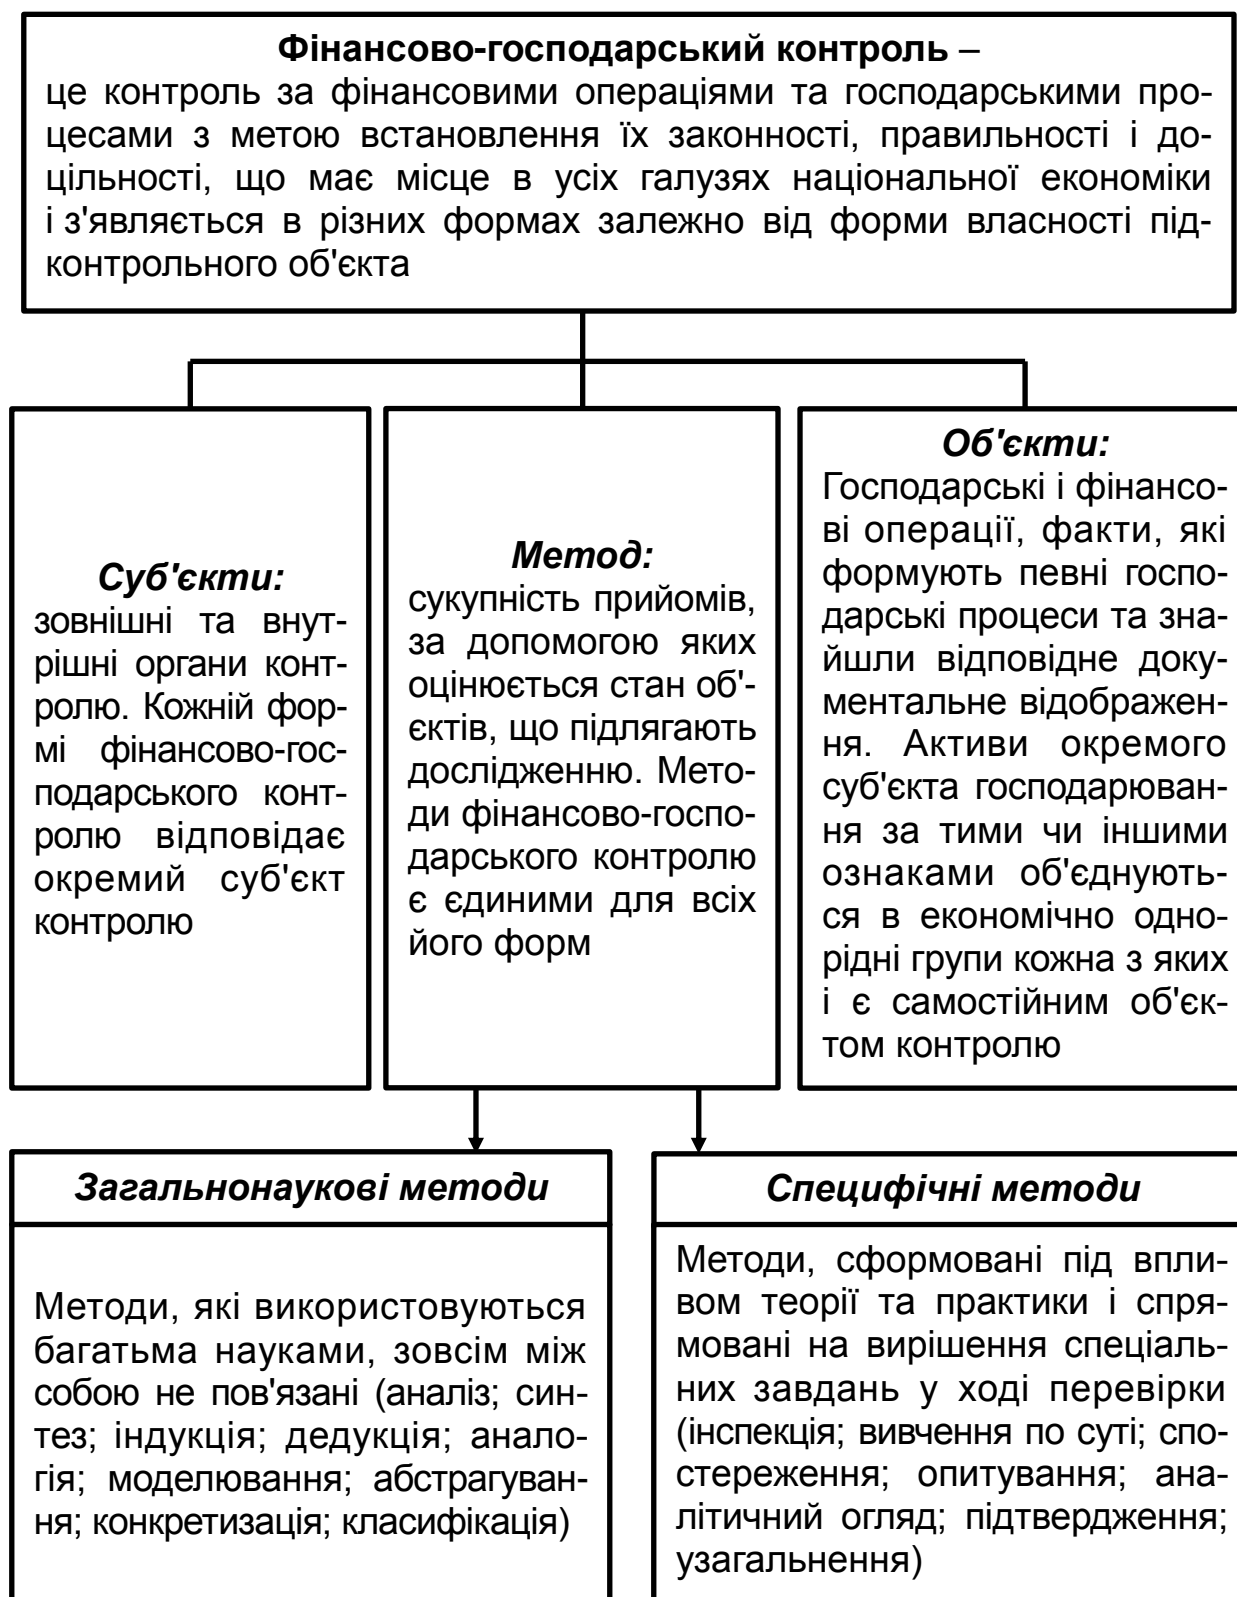 Фінансово-господарський контроль –
це контроль за фінансовими операціями та господарськими про-
цесами з метою встановлення їх законності, правильності і до-
цільності, що має місце в усіх галузях національної економіки
і з'являється в різних формах залежно від форми власності під-
контрольного об'єкта
Суб'єкти:
зовнішні та внут-
рішні органи конт-
ролю. Кожній фор-
мі фінансово-гос-
подарського конт-
ролю відповідає
окремий суб'єкт
контролю
Метод:
сукупність прийомів,
за допомогою яких
оцінюється стан об'-
єктів, що підлягають
дослідженню. Мето-
ди фінансово-госпо-
дарського контролю
є єдиними для всіх
його форм
Об'єкти:
Господарські і фінансо-
ві операції, факти, які
формують певні госпо-
дарські процеси та зна-
йшли відповідне доку-
ментальне відображен-
ня. Активи окремого
суб'єкта господарюван-
ня за тими чи іншими
ознаками об'єднують-
ся в економічно одно-
рідні групи кожна з яких
і є самостійним об'єк-
том контролю
Загальнонаукові методи
Методи, які використовуються
багатьма науками, зовсім між
собою не пов'язані (аналіз; син-
тез; індукція; дедукція; анало-
гія; моделювання; абстрагуван-
ня; конкретизація; класифікація)
Специфічні методи
Методи, сформовані під впли-
вом теорії та практики і спря-
мовані на вирішення спеціаль-
них завдань у ході перевірки
(інспекція; вивчення по суті; спо-
стереження; опитування; ана-
літичний огляд; підтвердження;
узагальнення)